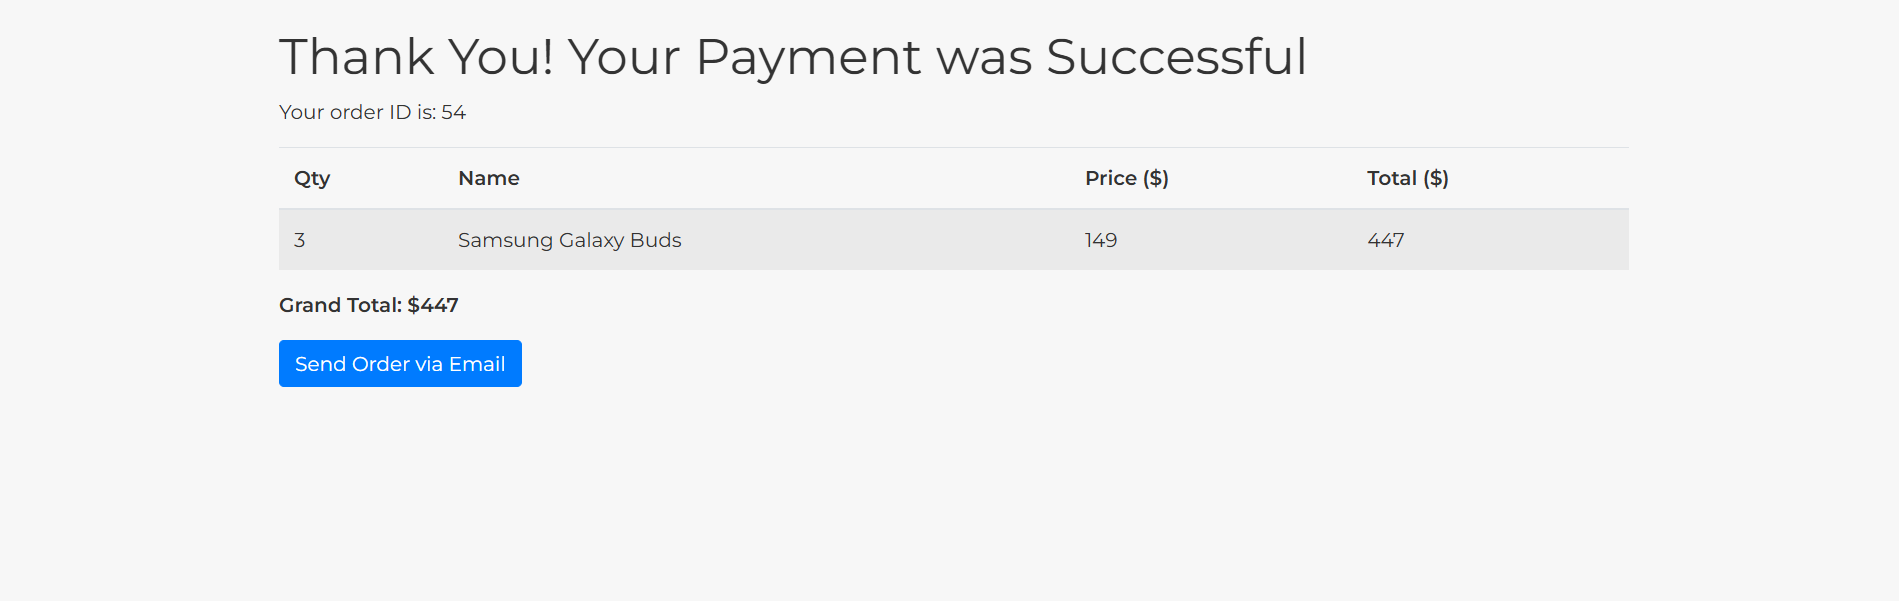 Thank You! Your Payment was Successful
Your order ID is: 54
Qty Name Price ($) Total ($)
3 Samsung Galaxy Buds 149 447
Grand Total: $447
Send Order via Email